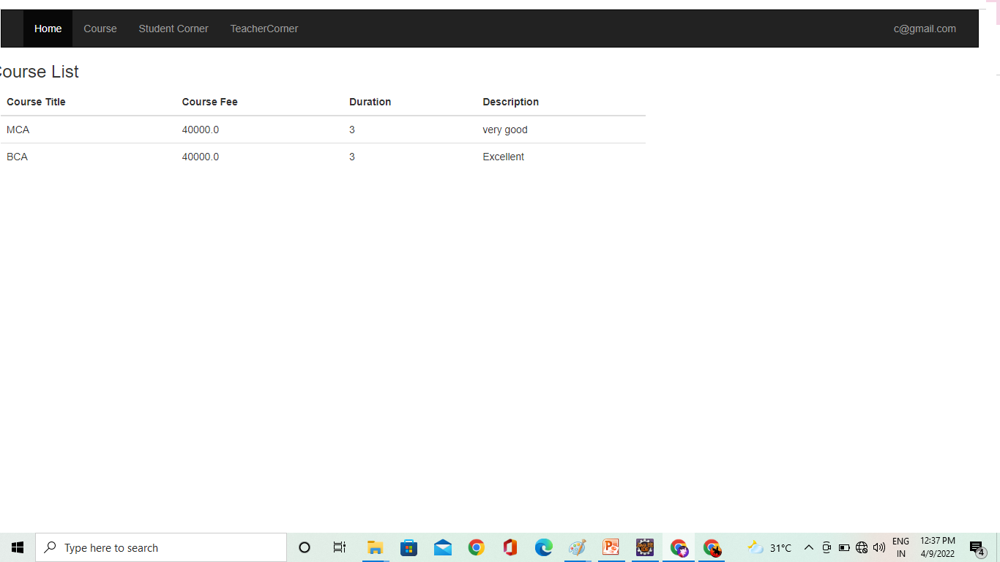 Home Course Student Corner TeacherCorner c@gmail.com
ourse List
Course Title Course Fee Duration Description
MCA 40000.0 3 very good
BCA 40000.0 3 Excellent
Type here to search 31°C ENG 12:37 PM
IN 4/9/2022 4